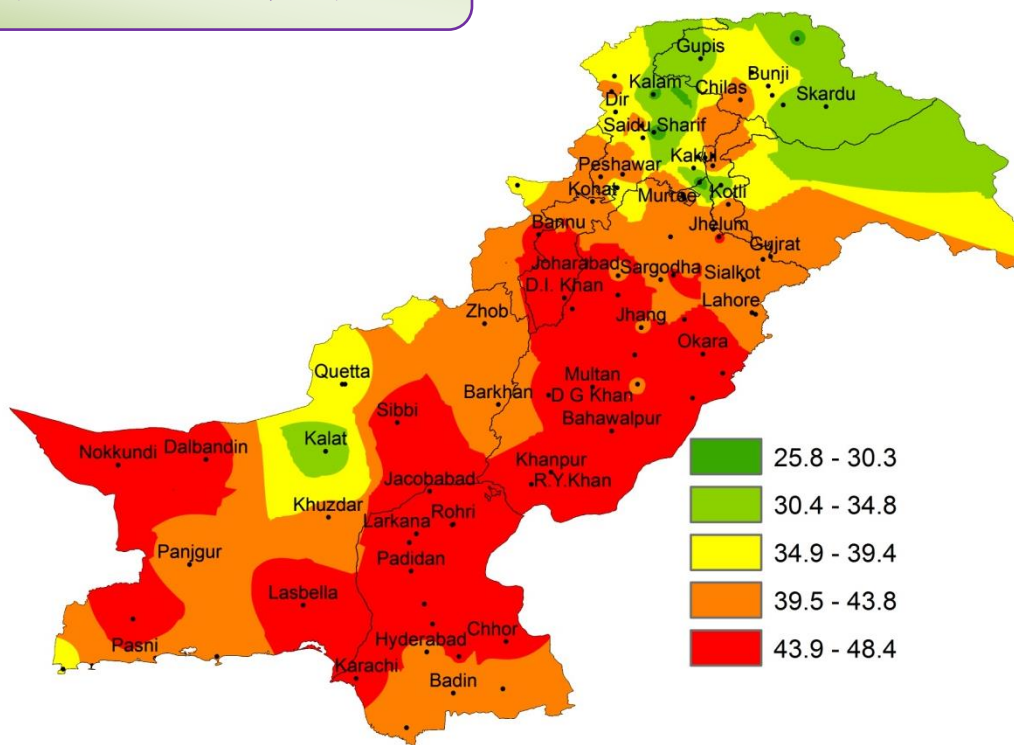 Gupis
Bunji
Kalam
Chilas
Skardu
Dir
Saidu Sharif
Kakul
Peshawar
Kohat
Murree
Kotli
Bannu
Jhelum
Gujrat
Joharabad
Sargodha
Sialkot
D.I. Khan
Lahore
Zhob
Jhang
Okara
Quetta
Multan
Barkhan
D G Khan
Sibbi
Bahawalpur
Kalat
Dalbandin
Nokkundi
Khanpur
R.Y.Khan
Jacobabad
Khuzdar
Rohri
Larkana
Panjgur
Padidan
Lasbella
Chhor
Hyderabad
Pasni
Karachi
Badin
25.8 - 30.3
30.4 - 34.8
34.9 - 39.4
39.5 - 43.8
43.9 - 48.4